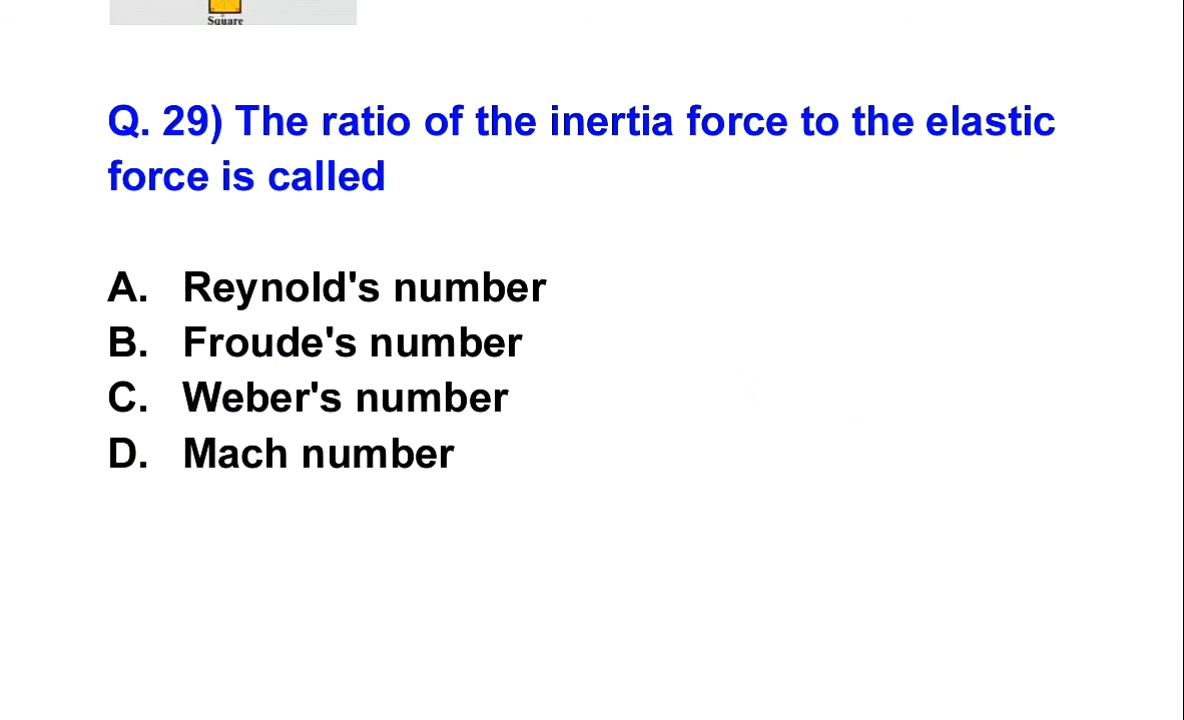 Square
Q. 29) The ratio of the inertia force to the elastic
force is called
A. Reynold's number
B. Froude's number
C. Weber's number
D. Mach number